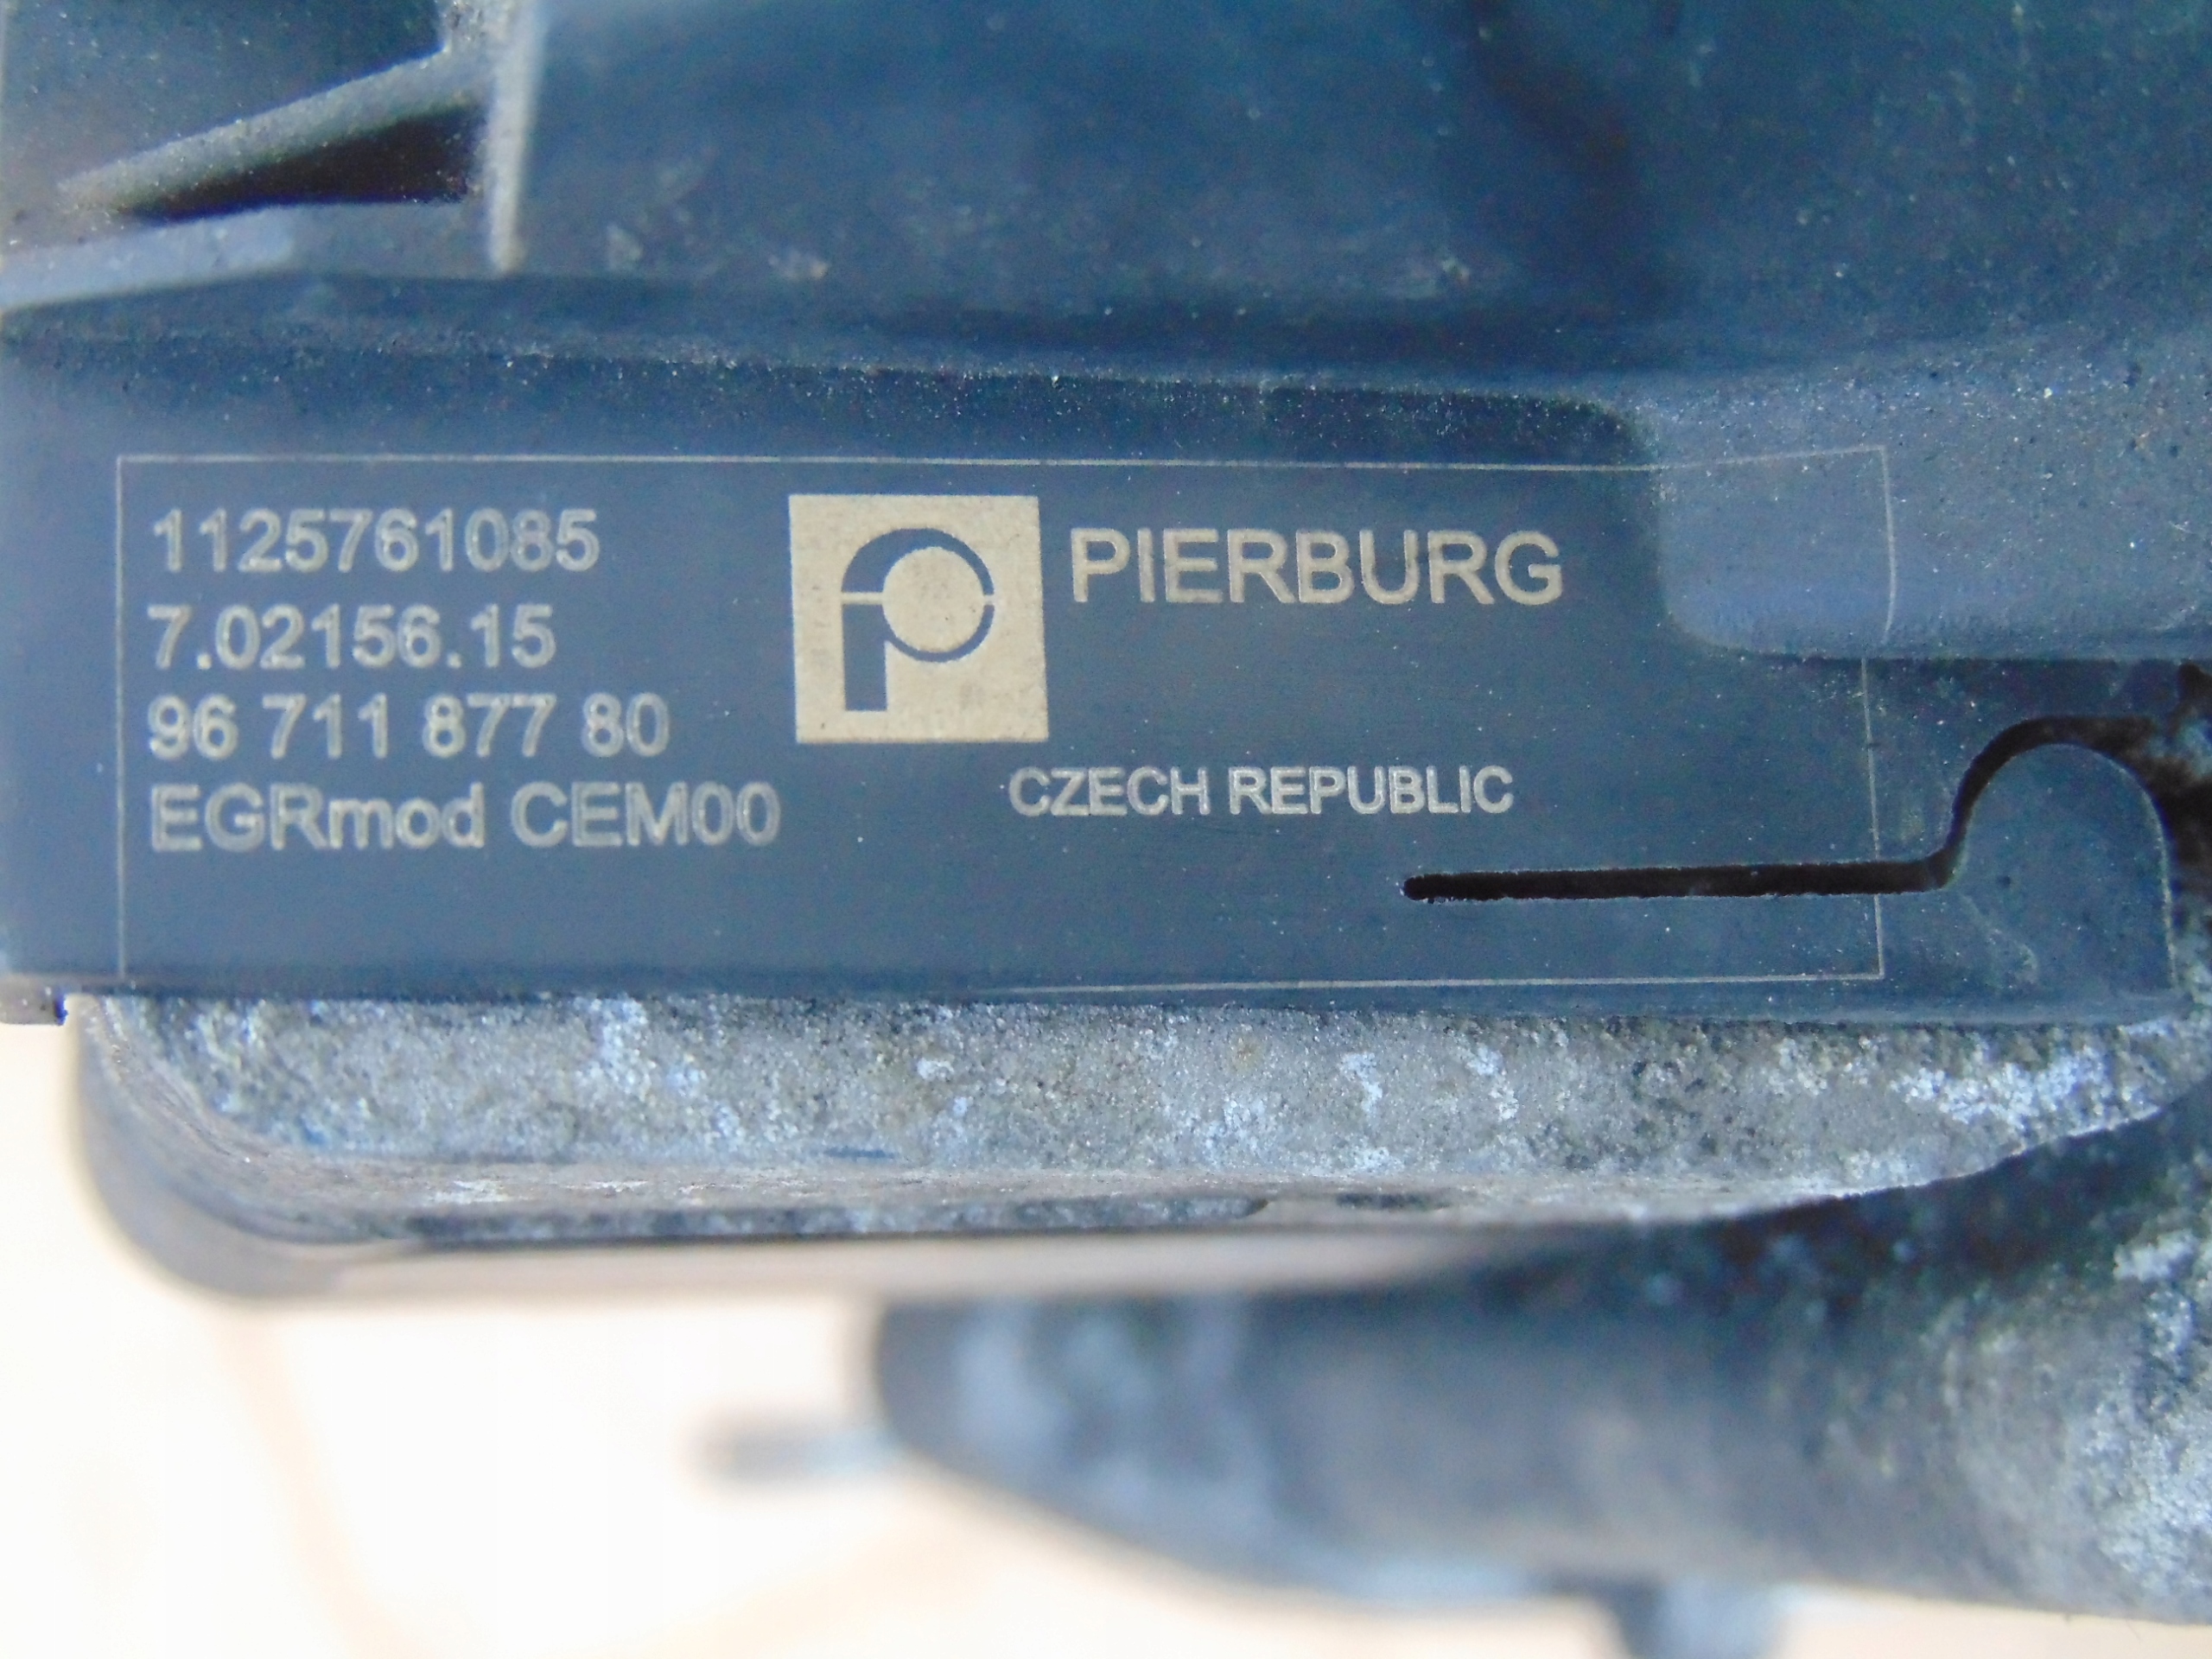 1125761085
7.02156.15
96 711 877 80
EGRmod CEM00
PIERBURG
CZECH REPUBLIC